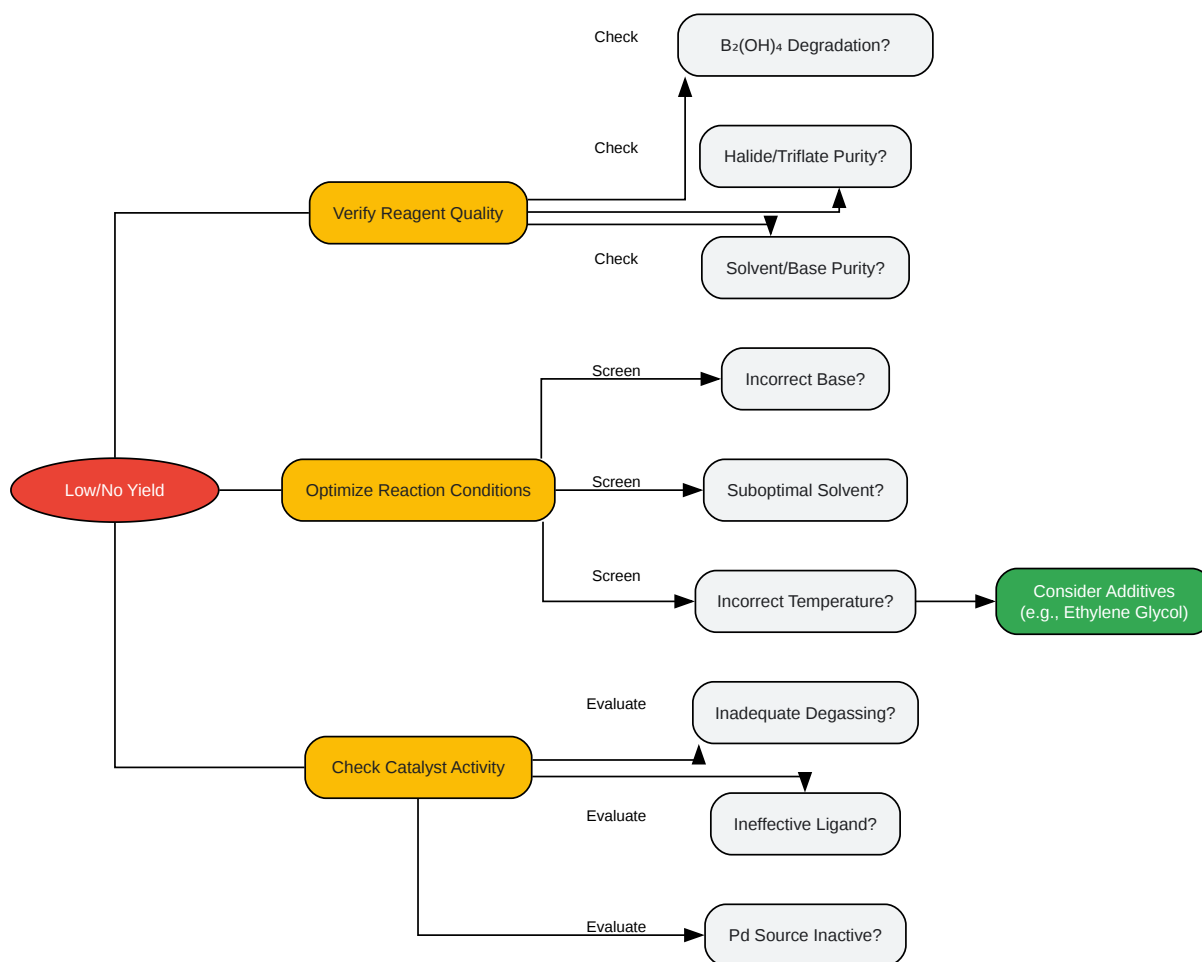 Check
B₂(OH)₄ Degradation?
Check
Halide/Triflate Purity?
Verify Reagent Quality
Check
Solvent/Base Purity?
Screen
Incorrect Base?
Low/No Yield
Optimize Reaction Conditions
Screen
Suboptimal Solvent?
Screen
Incorrect Temperature?
Consider Additives
(e.g., Ethylene Glycol)
Evaluate
Inadequate Degassing?
Check Catalyst Activity
Evaluate
Ineffective Ligand?
Evaluate
Pd Source Inactive?